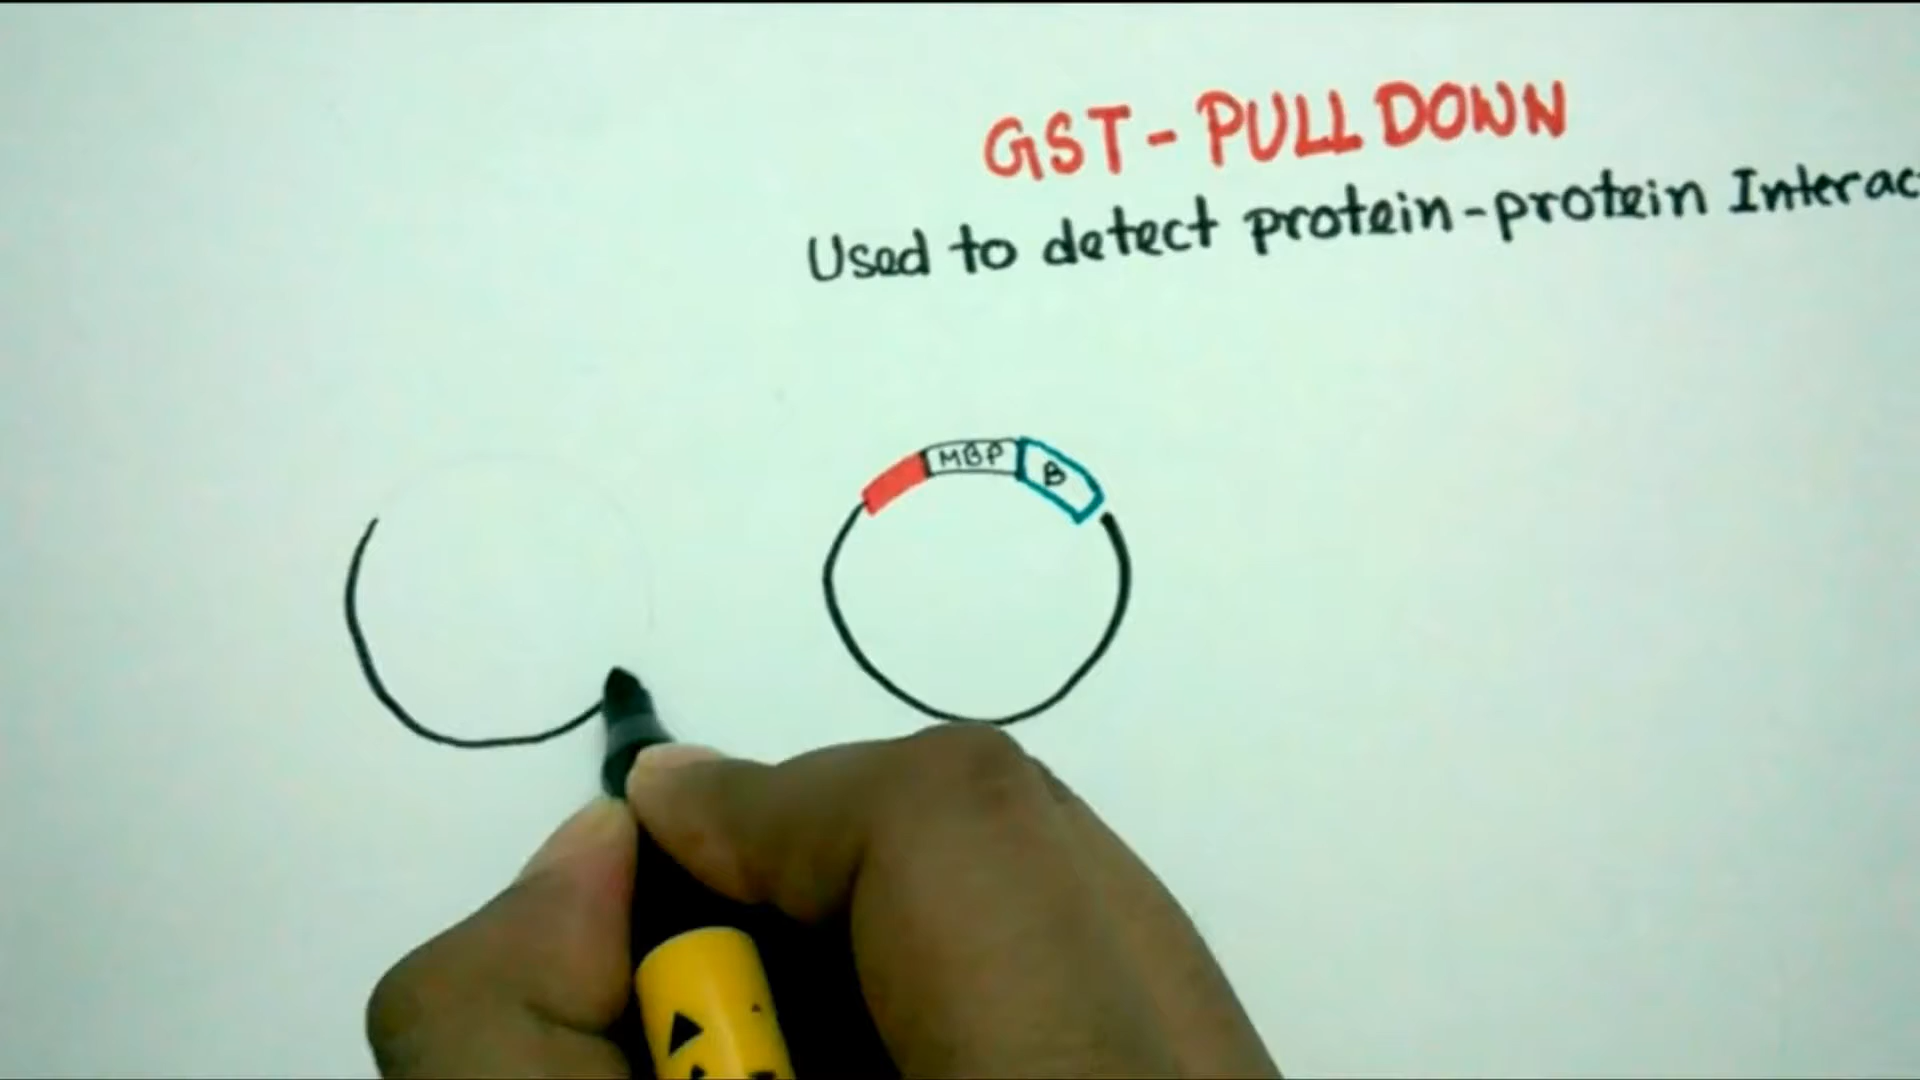 GST - PULL DOWN
Used to detect protein-protein Interac
MBP
B